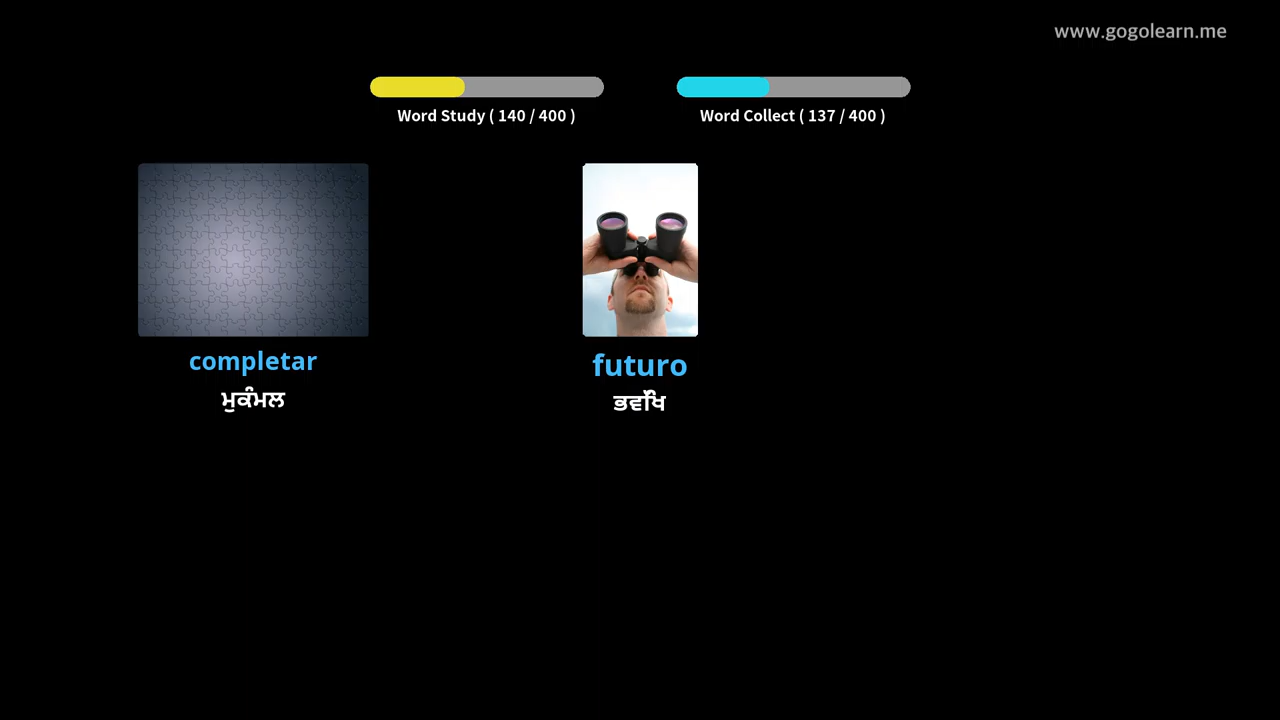 www.gogolearn.me
Word Study ( 140 / 400 )
Word Collect ( 137 / 400 )
completar
ਮੁਕੰਮਲ
futuro
ਭਵਿੱਖ